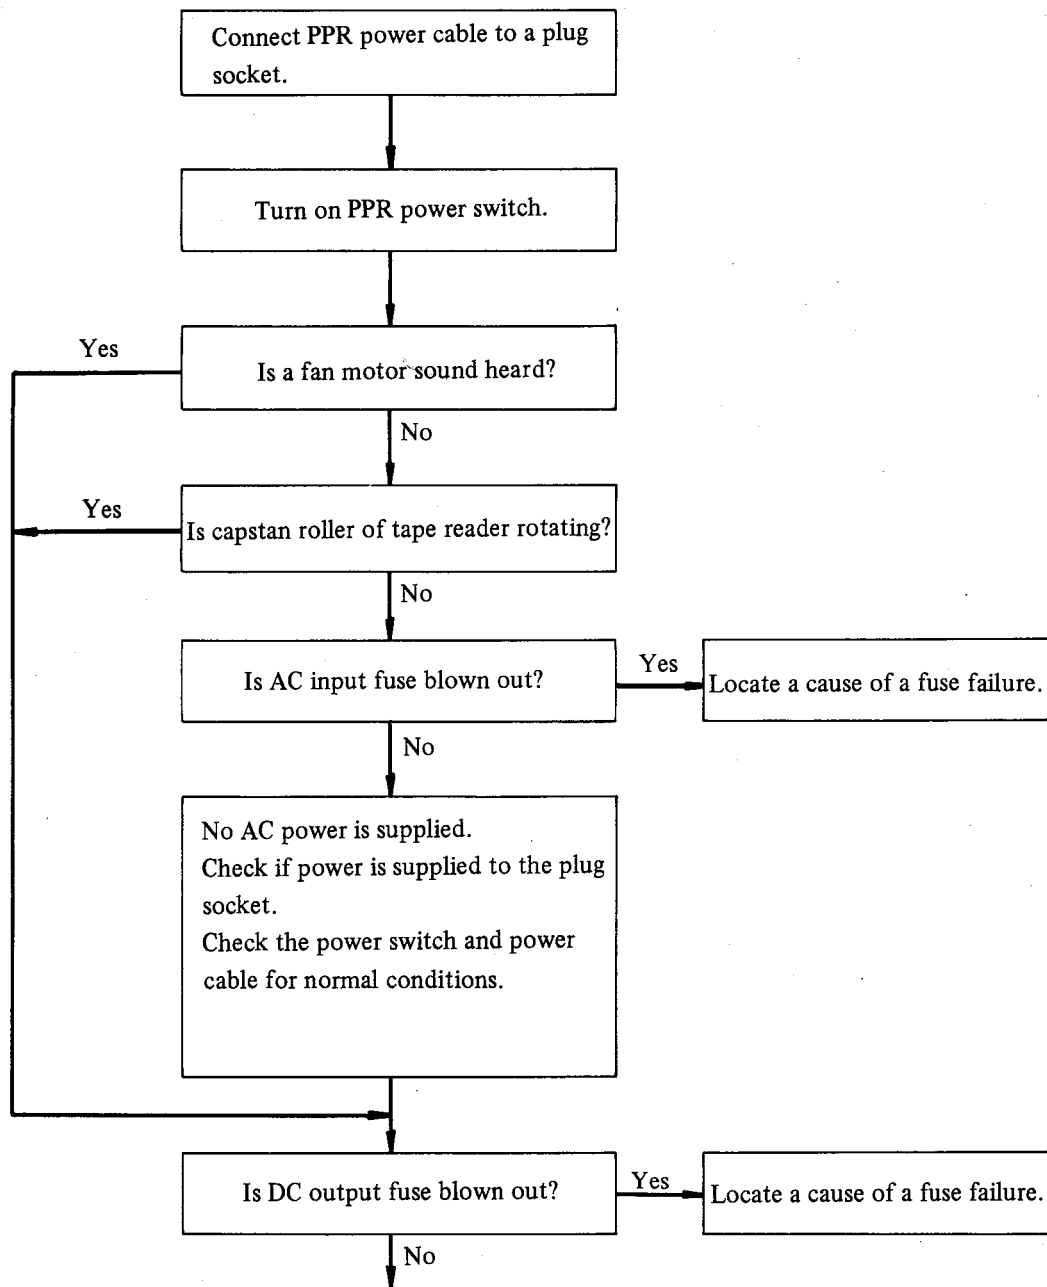 Connect PPR power cable to a plug
socket.
Turn on PPR power switch.
Yes
Is a fan motor sound heard?
No
Yes
Is capstan roller of tape reader rotating?
No
Is AC input fuse blown out?
Yes
Locate a cause of a fuse failure.
No
No AC power is supplied.
Check if power is supplied to the plug
socket.
Check the power switch and power
cable for normal conditions.
Is DC output fuse blown out?
Yes
Locate a cause of a fuse failure.
No